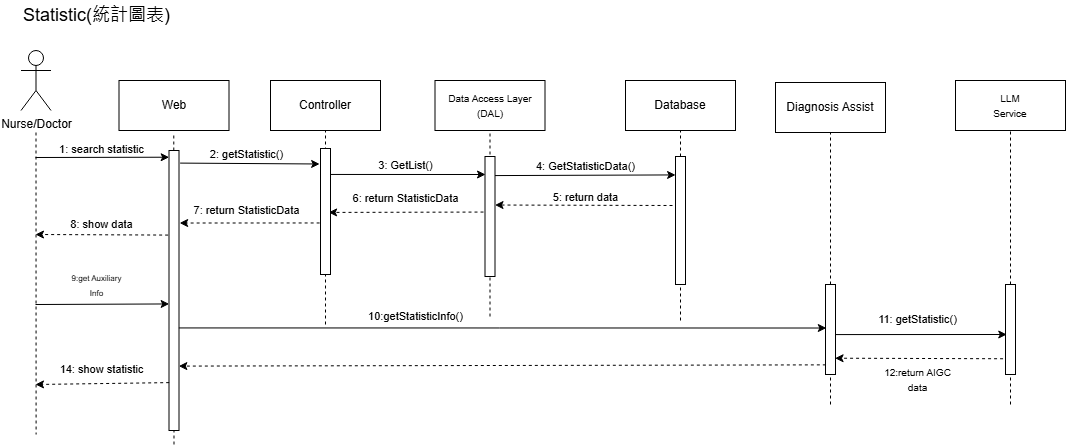 Statistic(統計圖表)
Nurse/Doctor
Web
Controller
Data Access Layer
(DAL)
Database
Diagnosis Assist
LLM
Service
1: search statistic
2: getStatistic()
3: GetList()
4: GetStatisticData()
5: return data
6: return StatisticData
7: return StatisticData
8: show data
9:get Auxiliary
Info
10:getStatisticInfo()
11: getStatistic()
12:return AIGC
data
14: show statistic